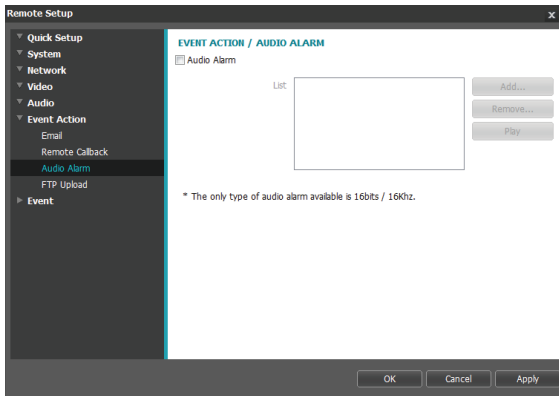 Remote Setup
x
Quick Setup
System
Network
Video
Audio
Event Action
Email
Remote Callback
Audio Alarm
FTP Upload
Event
EVENT ACTION / AUDIO ALARM
Audio Alarm
List
Add...
Remove...
Play
* The only type of audio alarm available is 16bits / 16Khz.
OK
Cancel
Apply